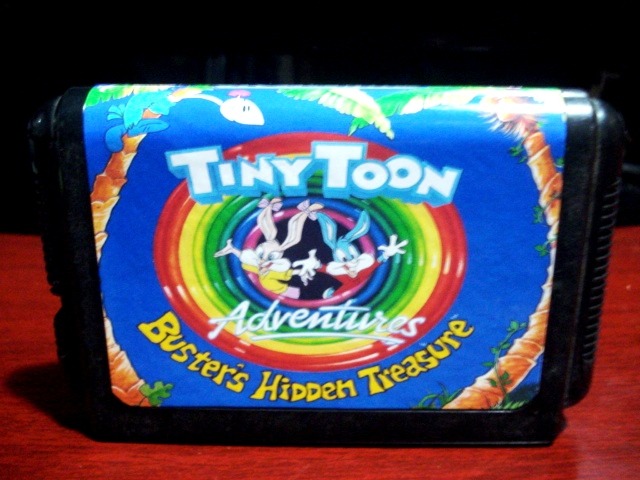 TINY TOON
Adventures
BUSTER'S HIDDEN TREASURE